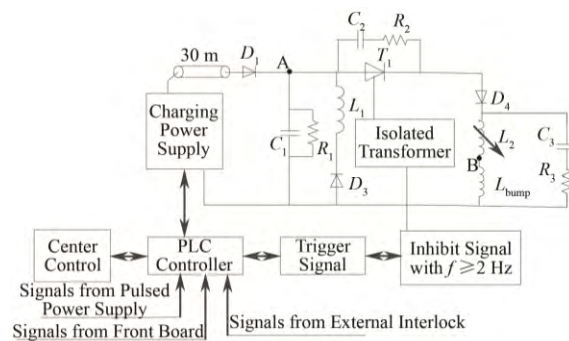 C2 R2
30 m D1 A T1
Charging
Power
Supply
C1 R1 L1
D3
Isolated
Transformer
D4
L2
B
Lbump
C3
R3
Center
Control
PLC
Controller
Trigger
Signal
Inhibit Signal
with f ≥ 2 Hz
Signals from Pulsed
Power Supply
Signals from Front Board
Signals from External Interlock